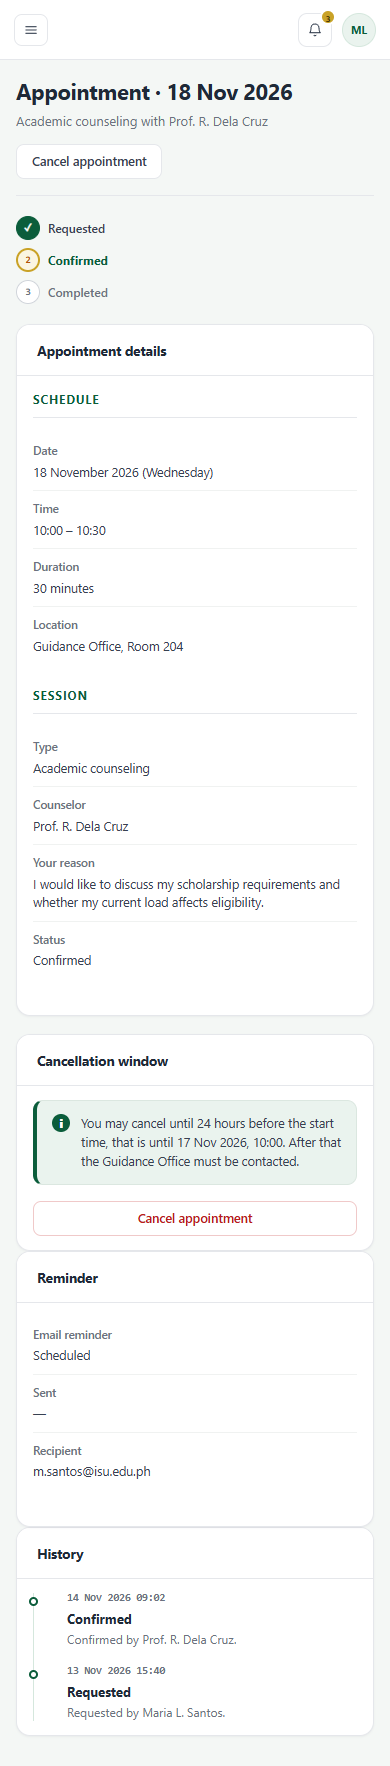 3
ML
Appointment · 18 Nov 2026
Academic counseling with Prof. R. Dela Cruz
Cancel appointment
Requested
2
Confirmed
3
Completed
Appointment details
SCHEDULE
Date
18 November 2026 (Wednesday)
Time
10:00 – 10:30
Duration
30 minutes
Location
Guidance Office, Room 204
SESSION
Type
Academic counseling
Counselor
Prof. R. Dela Cruz
Your reason
I would like to discuss my scholarship requirements and
whether my current load affects eligibility.
Status
Confirmed
Cancellation window
You may cancel until 24 hours before the start
time, that is until 17 Nov 2026, 10:00. After that
the Guidance Office must be contacted.
Cancel appointment
Reminder
Email reminder
Scheduled
Sent
—
Recipient
m.santos@isu.edu.ph
History
14 Nov 2026 09:02
Confirmed
Confirmed by Prof. R. Dela Cruz.
13 Nov 2026 15:40
Requested
Requested by Maria L. Santos.